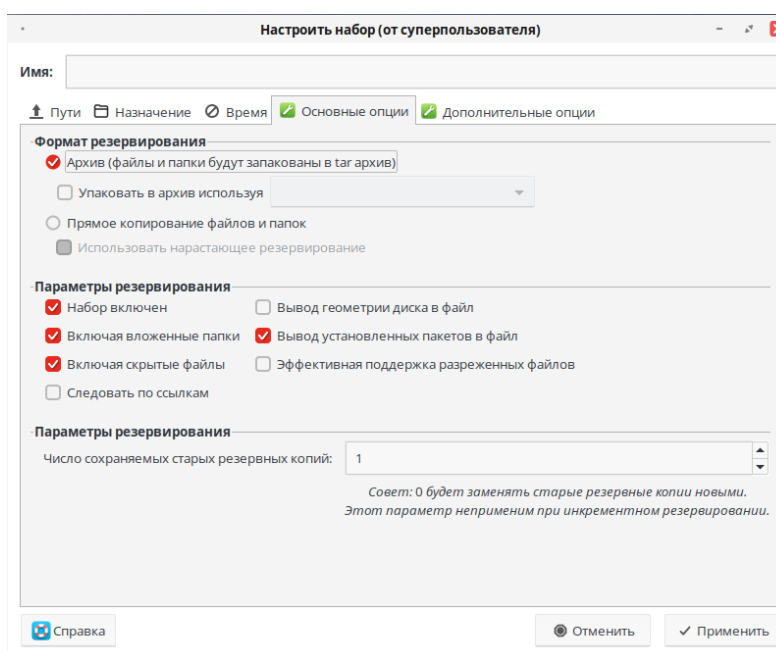 Настроить набор (от суперпользователя)
Имя:
Пути Назначение Время Основные опции Дополнительные опции
Формат резервирования
Архив (файлы и папки будут запакованы в tar архив)
Упаковать в архив используя
Прямое копирование файлов и папок
Использовать нарастающее резервирование
Параметры резервирования
Набор включен Вывод геометрии диска в файл
Включая вложенные папки Вывод установленных пакетов в файл
Включая скрытые файлы Эффективная поддержка разреженных файлов
Следовать по ссылкам
Параметры резервирования
Число сохраняемых старых резервных копий: 1
Совет: 0 будет заменять старые резервные копии новыми.
Этот параметр неприменим при инкрементном резервировании.
Справка Отменить Применить